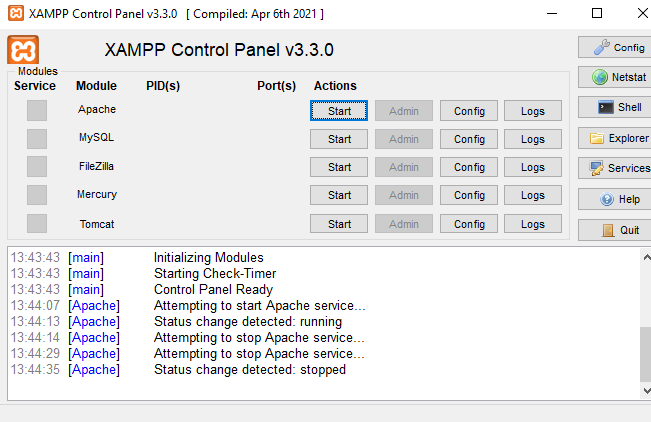 XAMPP Control Panel v3.3.0 [ Compiled: Apr 6th 2021 ]
XAMPP Control Panel v3.3.0
Config
Modules
Service Module PID(s) Port(s) Actions
Netstat
Apache Start Admin Config Logs
Shell
MySQL Start Admin Config Logs
Explorer
FileZilla Start Admin Config Logs
Services
Mercury Start Admin Config Logs
Help
Tomcat Start Admin Config Logs
Quit
13:43:43 [main] Initializing Modules
13:43:43 [main] Starting Check-Timer
13:43:43 [main] Control Panel Ready
13:44:07 [Apache] Attempting to start Apache service...
13:44:13 [Apache] Status change detected: running
13:44:14 [Apache] Attempting to stop Apache service...
13:44:29 [Apache] Attempting to stop Apache service...
13:44:35 [Apache] Status change detected: stopped